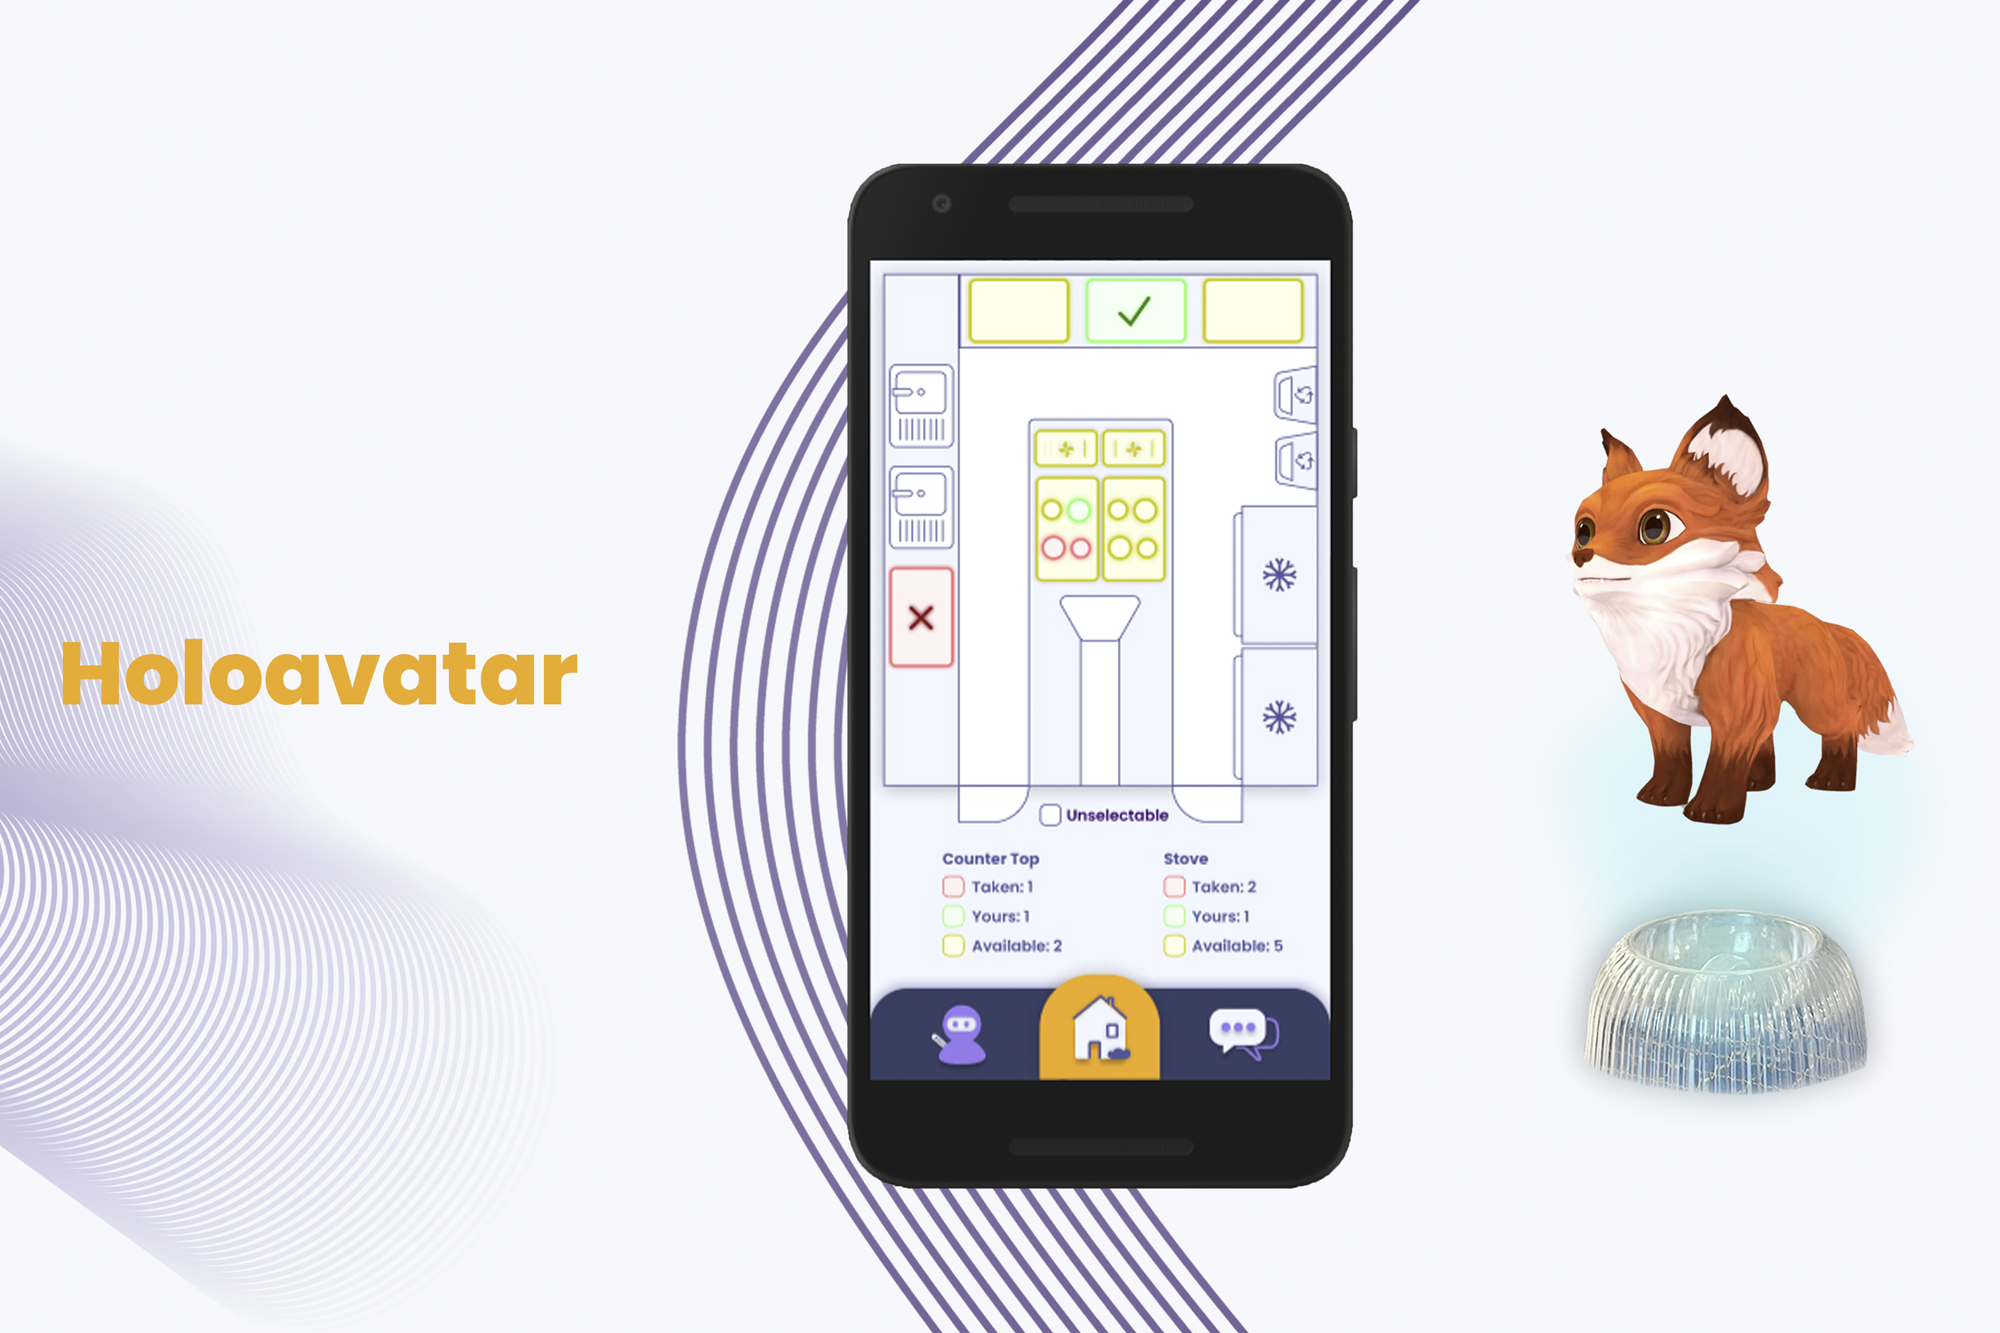 Holoavatar
Unselectable
Counter Top
Taken: 1
Yours: 1
Available: 2
Stove
Taken: 2
Yours: 1
Available: 5